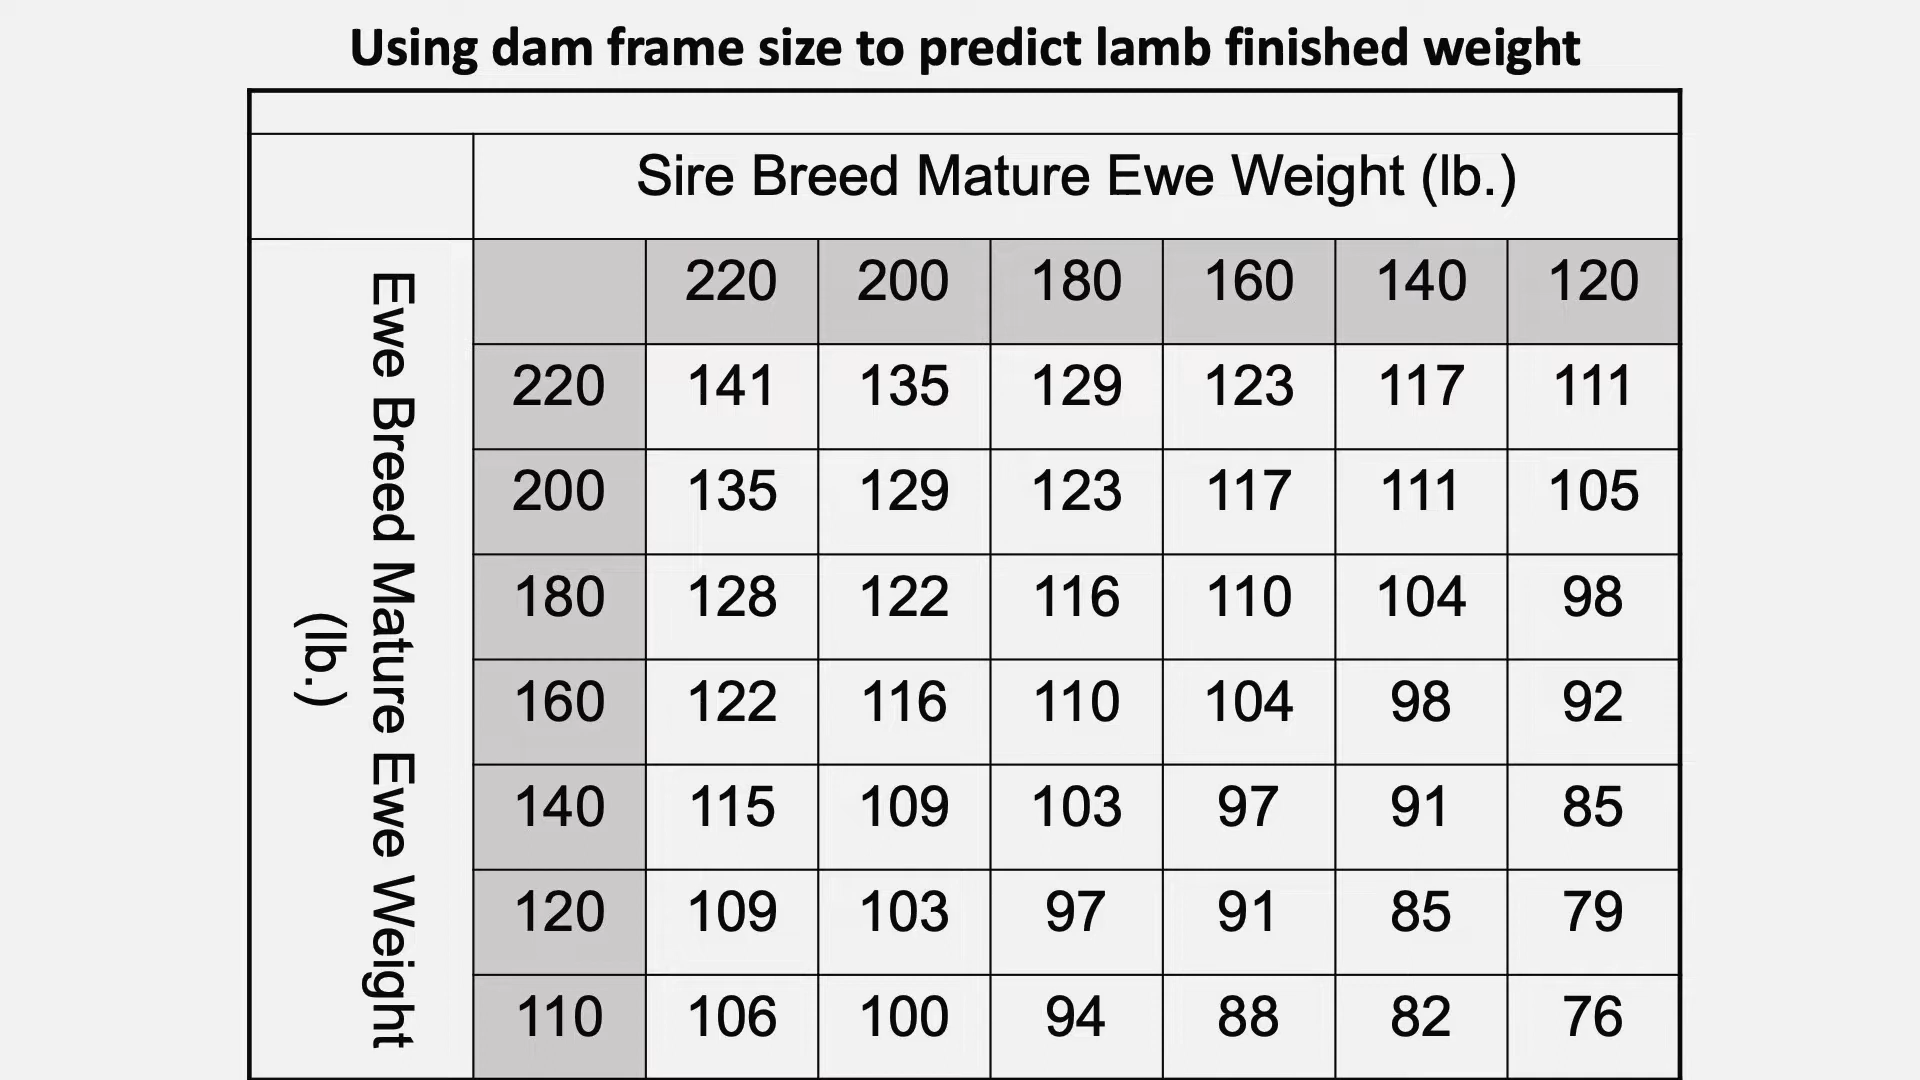 Using dam frame size to predict lamb finished weight
Sire Breed Mature Ewe Weight (lb.)
Ewe Breed Mature Ewe Weight
(lb.)
220 200 180 160 140 120
220 141 135 129 123 117 111
200 135 129 123 117 111 105
180 128 122 116 110 104 98
160 122 116 110 104 98 92
140 115 109 103 97 91 85
120 109 103 97 91 85 79
110 106 100 94 88 82 76